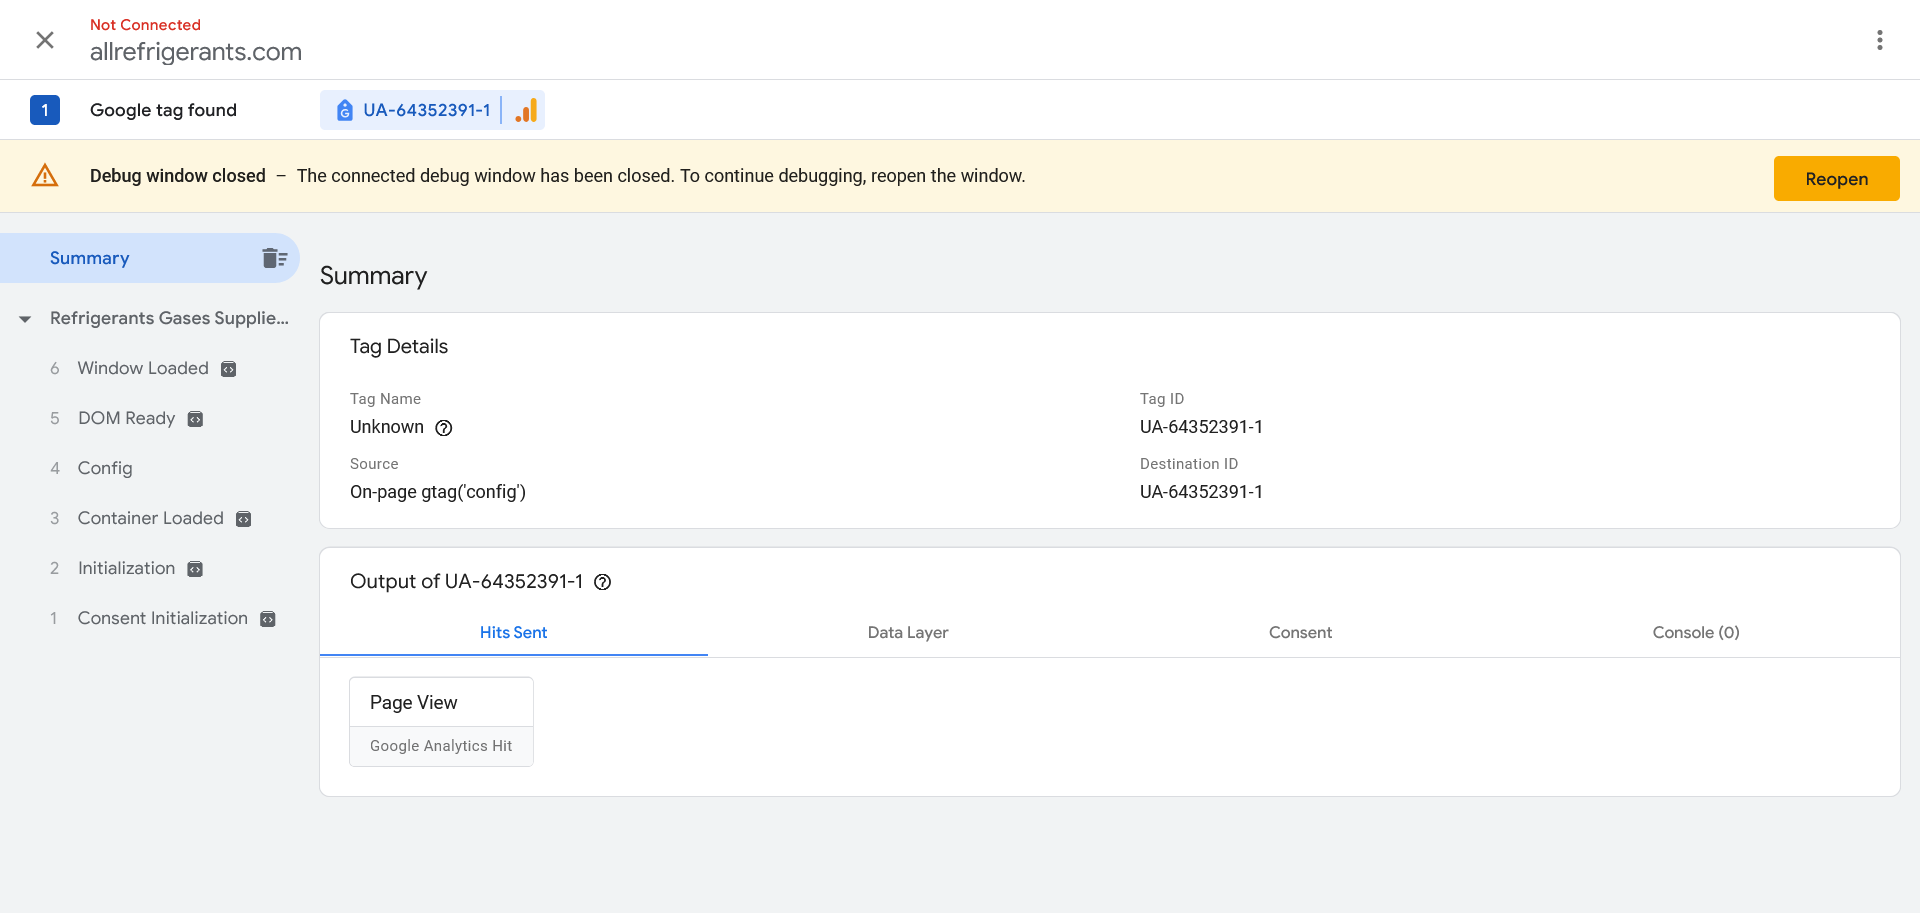 Not Connected
allrefrigerants.com
1 Google tag found UA-64352391-1
Debug window closed – The connected debug window has been closed. To continue debugging, reopen the window.
Reopen
Summary
Refrigerants Gases Supplie...
6 Window Loaded
5 DOM Ready
4 Config
3 Container Loaded
2 Initialization
1 Consent Initialization
Summary
Tag Details
Tag Name
Unknown
Tag ID
UA-64352391-1
Source
On-page gtag('config')
Destination ID
UA-64352391-1
Output of UA-64352391-1
Hits Sent Data Layer Consent Console (0)
Page View
Google Analytics Hit